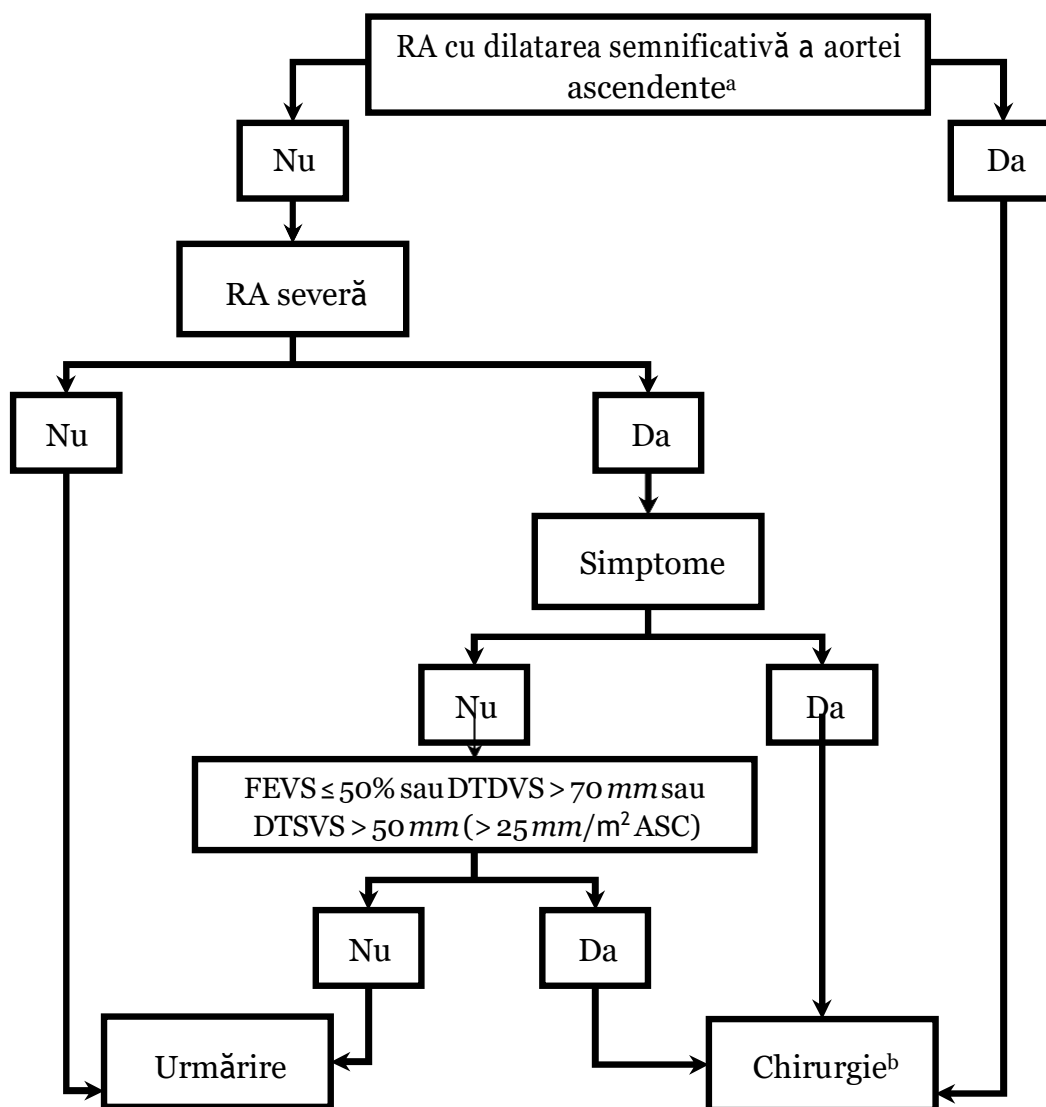 RA cu dilatarea semnificativă a aortei
ascendenteᵃ
Nu
Da
RA severă
Nu
Da
Simptome
Nu
Da
FEVS ≤ 50% sau DTDVS > 70 mm sau
DTSVS > 50 mm (> 25 mm/m² ASC)
Nu
Da
Urmărire
Chirurgieᵇ